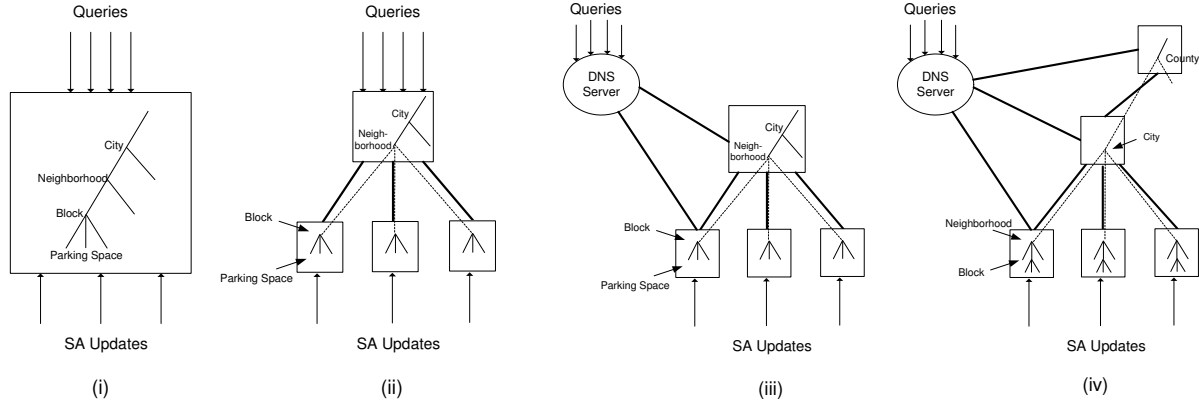 Queries
City
Neighborhood
Block
Parking Space
SA Updates
(i)
Queries
City
Neigh-
borhood
Block
Parking Space
SA Updates
(ii)
Queries
DNS
Server
City
Neigh-
borhood
Block
Parking Space
SA Updates
(iii)
Queries
DNS
Server
County
City
Neighborhood
Block
SA Updates
(iv)